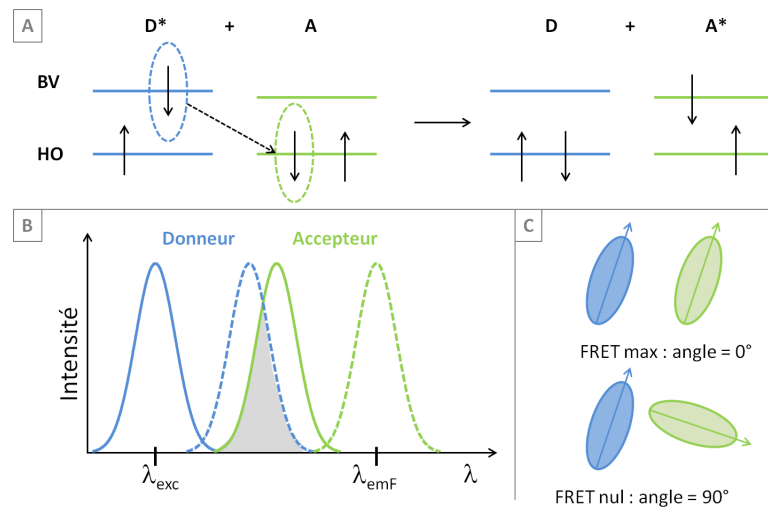 A
D* + A
D + A*
BV
HO
B
Donneur
Accepteur
Intensité
λexc
λemF
λ
C
FRET max : angle = 0°
FRET nul : angle = 90°